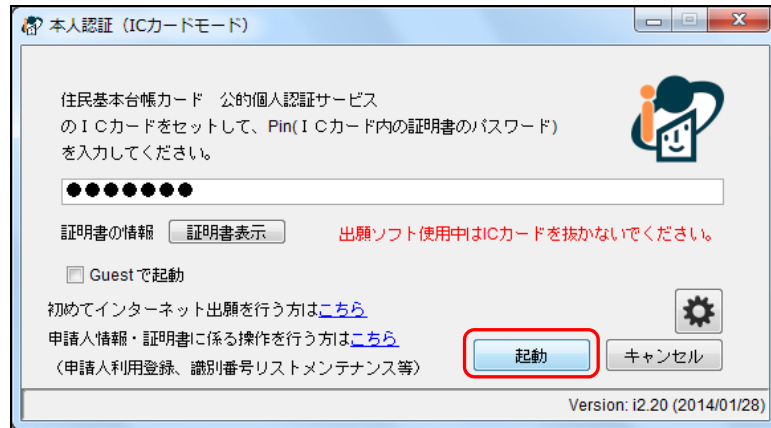 本人認証（ICカードモード）
住民基本台帳カード　公的個人認証サービス
のＩＣカードをセットして、Pin(ＩＣカード内の証明書のパスワード)
を入力してください。
●●●●●●●
証明書の情報 証明書表示 出願ソフト使用中はICカードを抜かないでください。
Guestで起動
初めてインターネット出願を行う方はこちら
申請人情報・証明書に係る操作を行う方はこちら
（申請人利用登録、識別番号リストメンテナンス等）
起動 キャンセル
Version: i2.20 (2014/01/28)